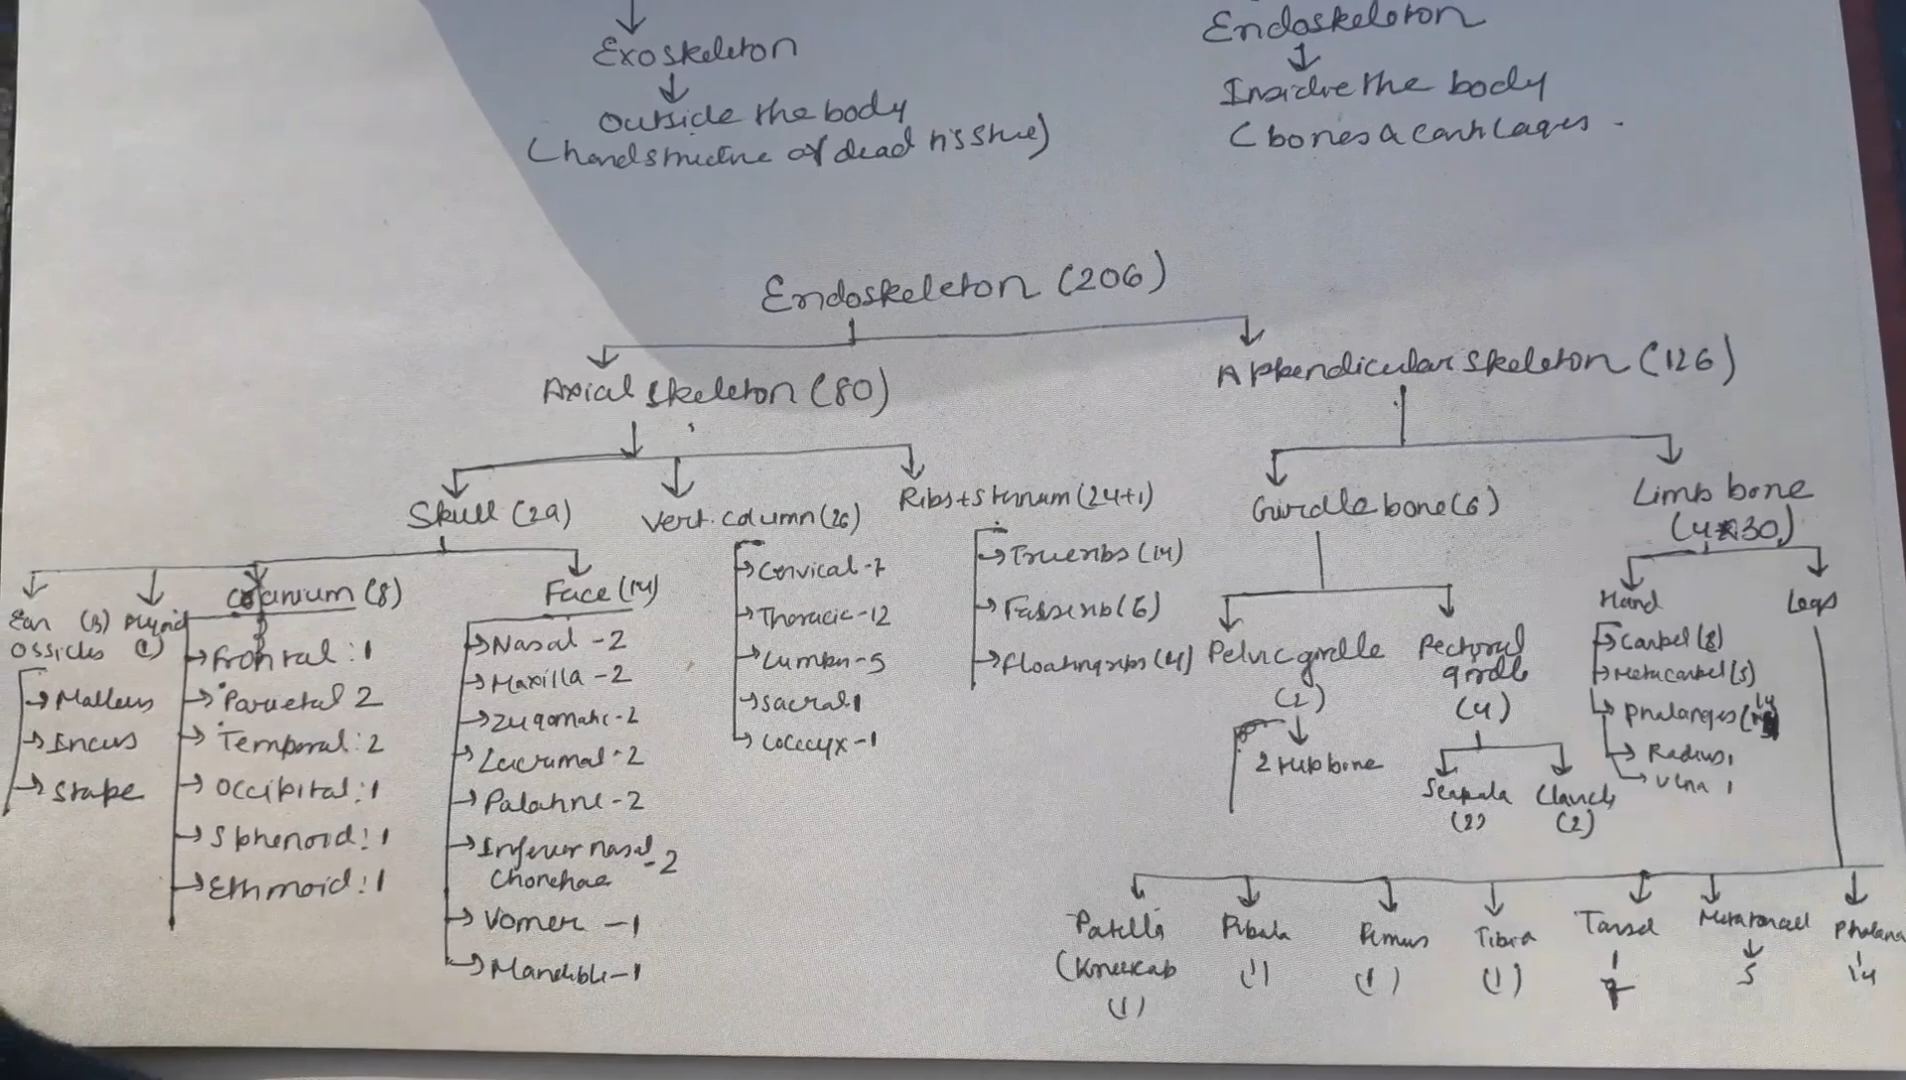 Exoskeleton
Outside the body
(hard structure of dead tisshue)
Endoskeleton
Inside the body
(bones & cartilages.
Endoskeleton (206)
Axial skeleton (80)
Appendicular skeleton (126)
Skull (29)
Vert. column (26)
Ribs + sternum (24+1)
Girdle bone (6)
Limb bone
(4×30)
Ear (3)
Ossicles
(1)
Cranium (8)
Face (14)
Malleus
Incus
Stape
Frontal : 1
Parietal 2
Temporal : 2
Occipital : 1
Sphenoid : 1
Ethmoid : 1
Nasal - 2
Maxilla - 2
Zygomatic - 2
Lacrimal - 2
Palatine - 2
Inferior nasal - 2
Chonchae
Vomer - 1
Mandible - 1
Cervical - 7
Thoracic - 12
Lumber - 5
Sacral 1
Coccyx - 1
True ribs (14)
False rib (6)
Floating ribs (4)
Pelvic girdle
(2)
2 bone
Pectoral
girdle
(4)
Scapula
(2)
Clavicle
(2)
Hand
Carpel (8)
Metacarpel (5)
Phalanges (14
Radius 1
Ulna 1
Legs
Patella
(Kneecap
(1)
Fibula
(1)
Femur
(1)
Tibia
(1)
Tarsal
7
5
14